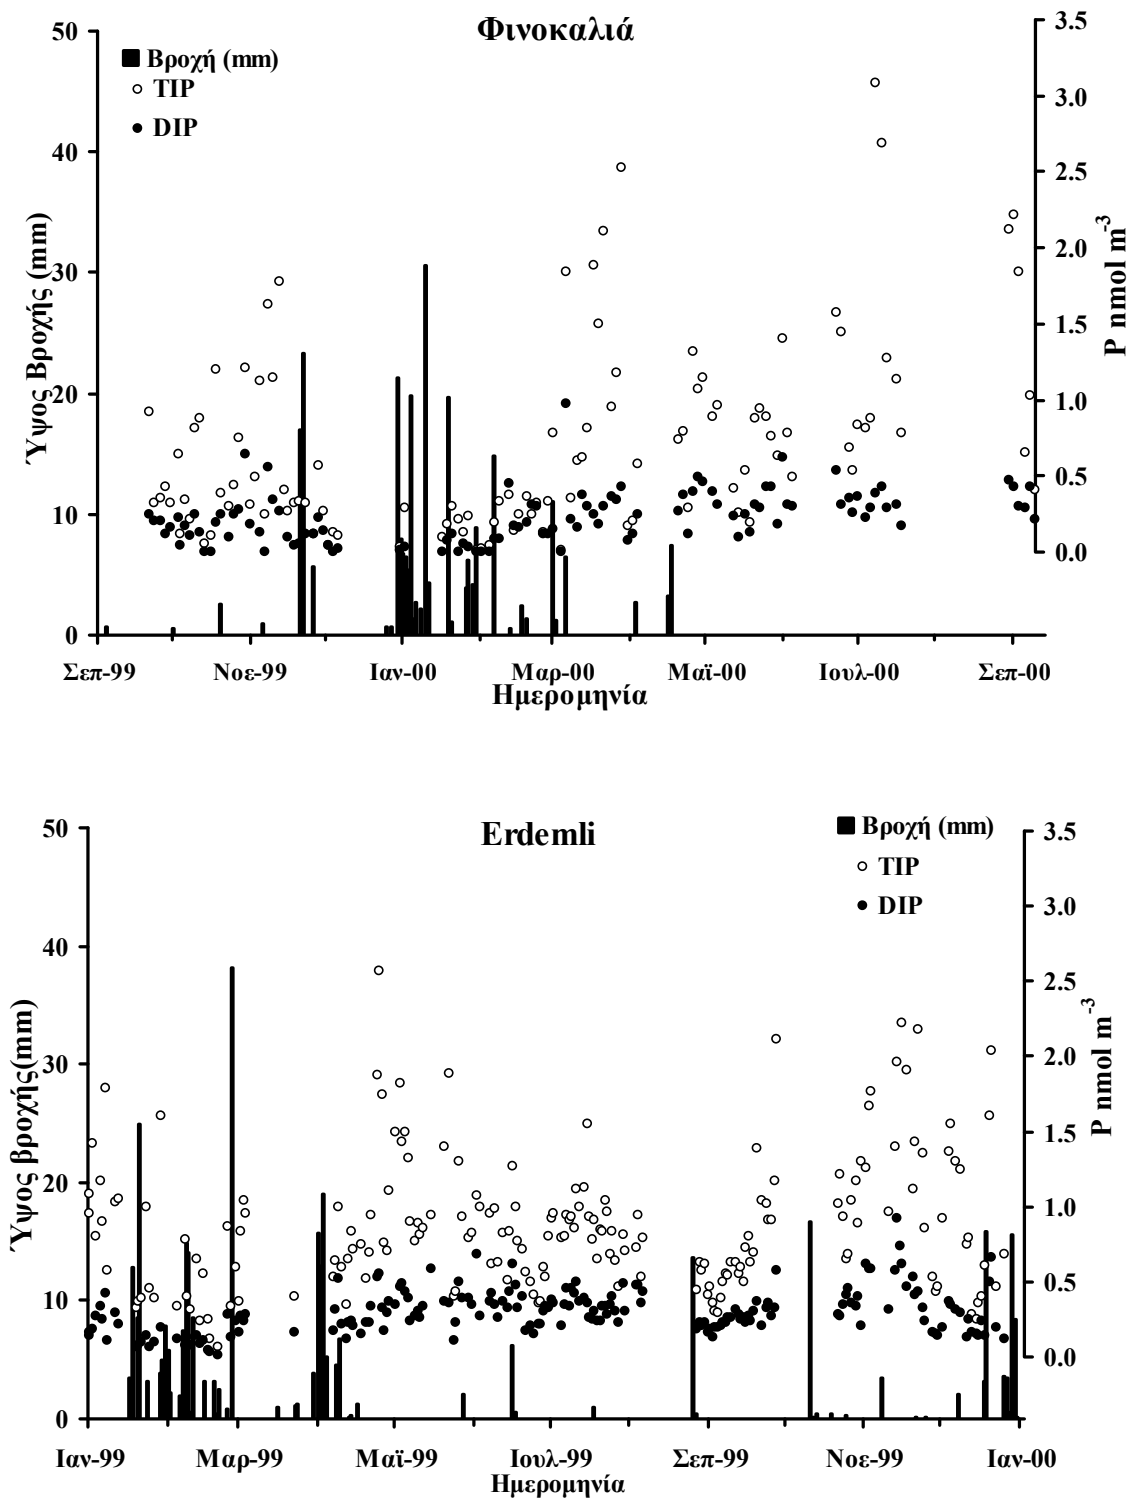 Φινοκαλιά
Βροχή (mm)
TIP
DIP
50
40
30
20
10
0
Ύψος Βροχής (mm)
3.5
3.0
2.5
2.0
1.5
1.0
0.5
0.0
P nmol m-3
Σεπ-99 Νοε-99 Ιαν-00 Μαρ-00 Μαϊ-00 Ιουλ-00 Σεπ-00
Ημερομηνία
Erdemli
Βροχή (mm)
TIP
DIP
50
40
30
20
10
0
Ύψος βροχής(mm)
3.5
3.0
2.5
2.0
1.5
1.0
0.5
0.0
P nmol m-3
Ιαν-99 Μαρ-99 Μαϊ-99 Ιουλ-99 Σεπ-99 Νοε-99 Ιαν-00
Ημερομηνία